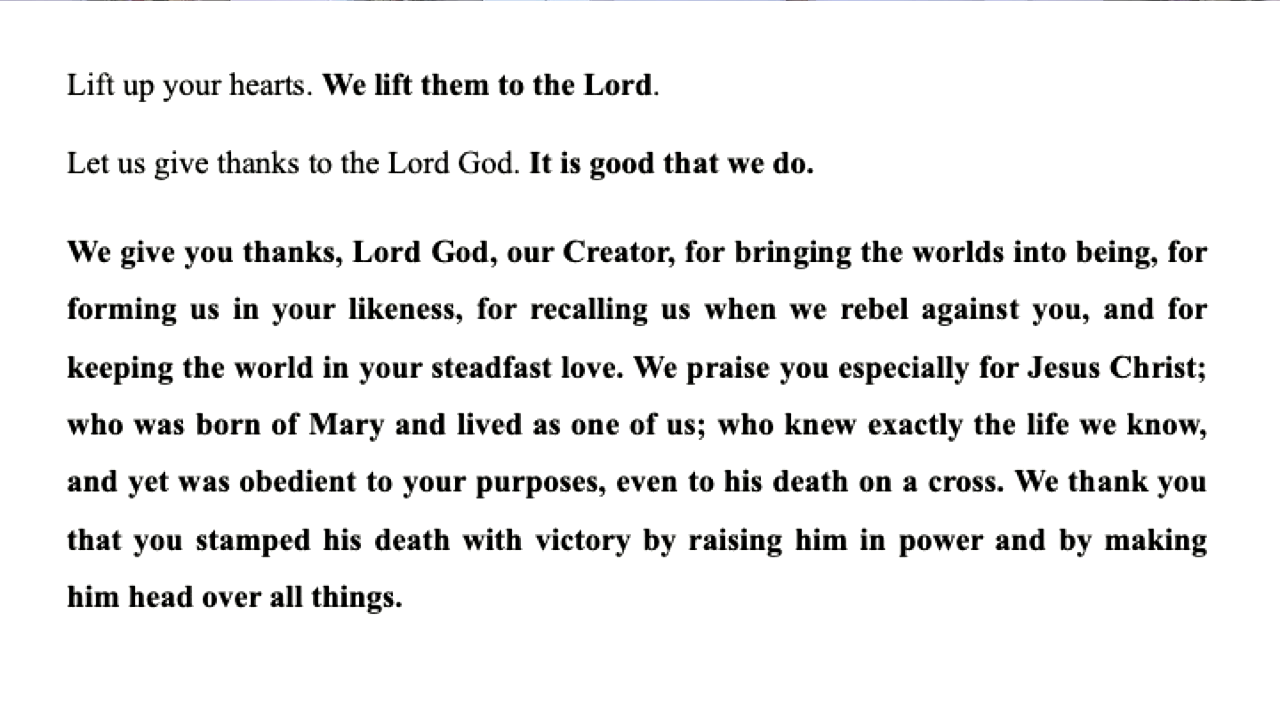 Lift up your hearts. We lift them to the Lord.
Let us give thanks to the Lord God. It is good that we do.
We give you thanks, Lord God, our Creator, for bringing the worlds into being, for
forming us in your likeness, for recalling us when we rebel against you, and for
keeping the world in your steadfast love. We praise you especially for Jesus Christ;
who was born of Mary and lived as one of us; who knew exactly the life we know,
and yet was obedient to your purposes, even to his death on a cross. We thank you
that you stamped his death with victory by raising him in power and by making
him head over all things.